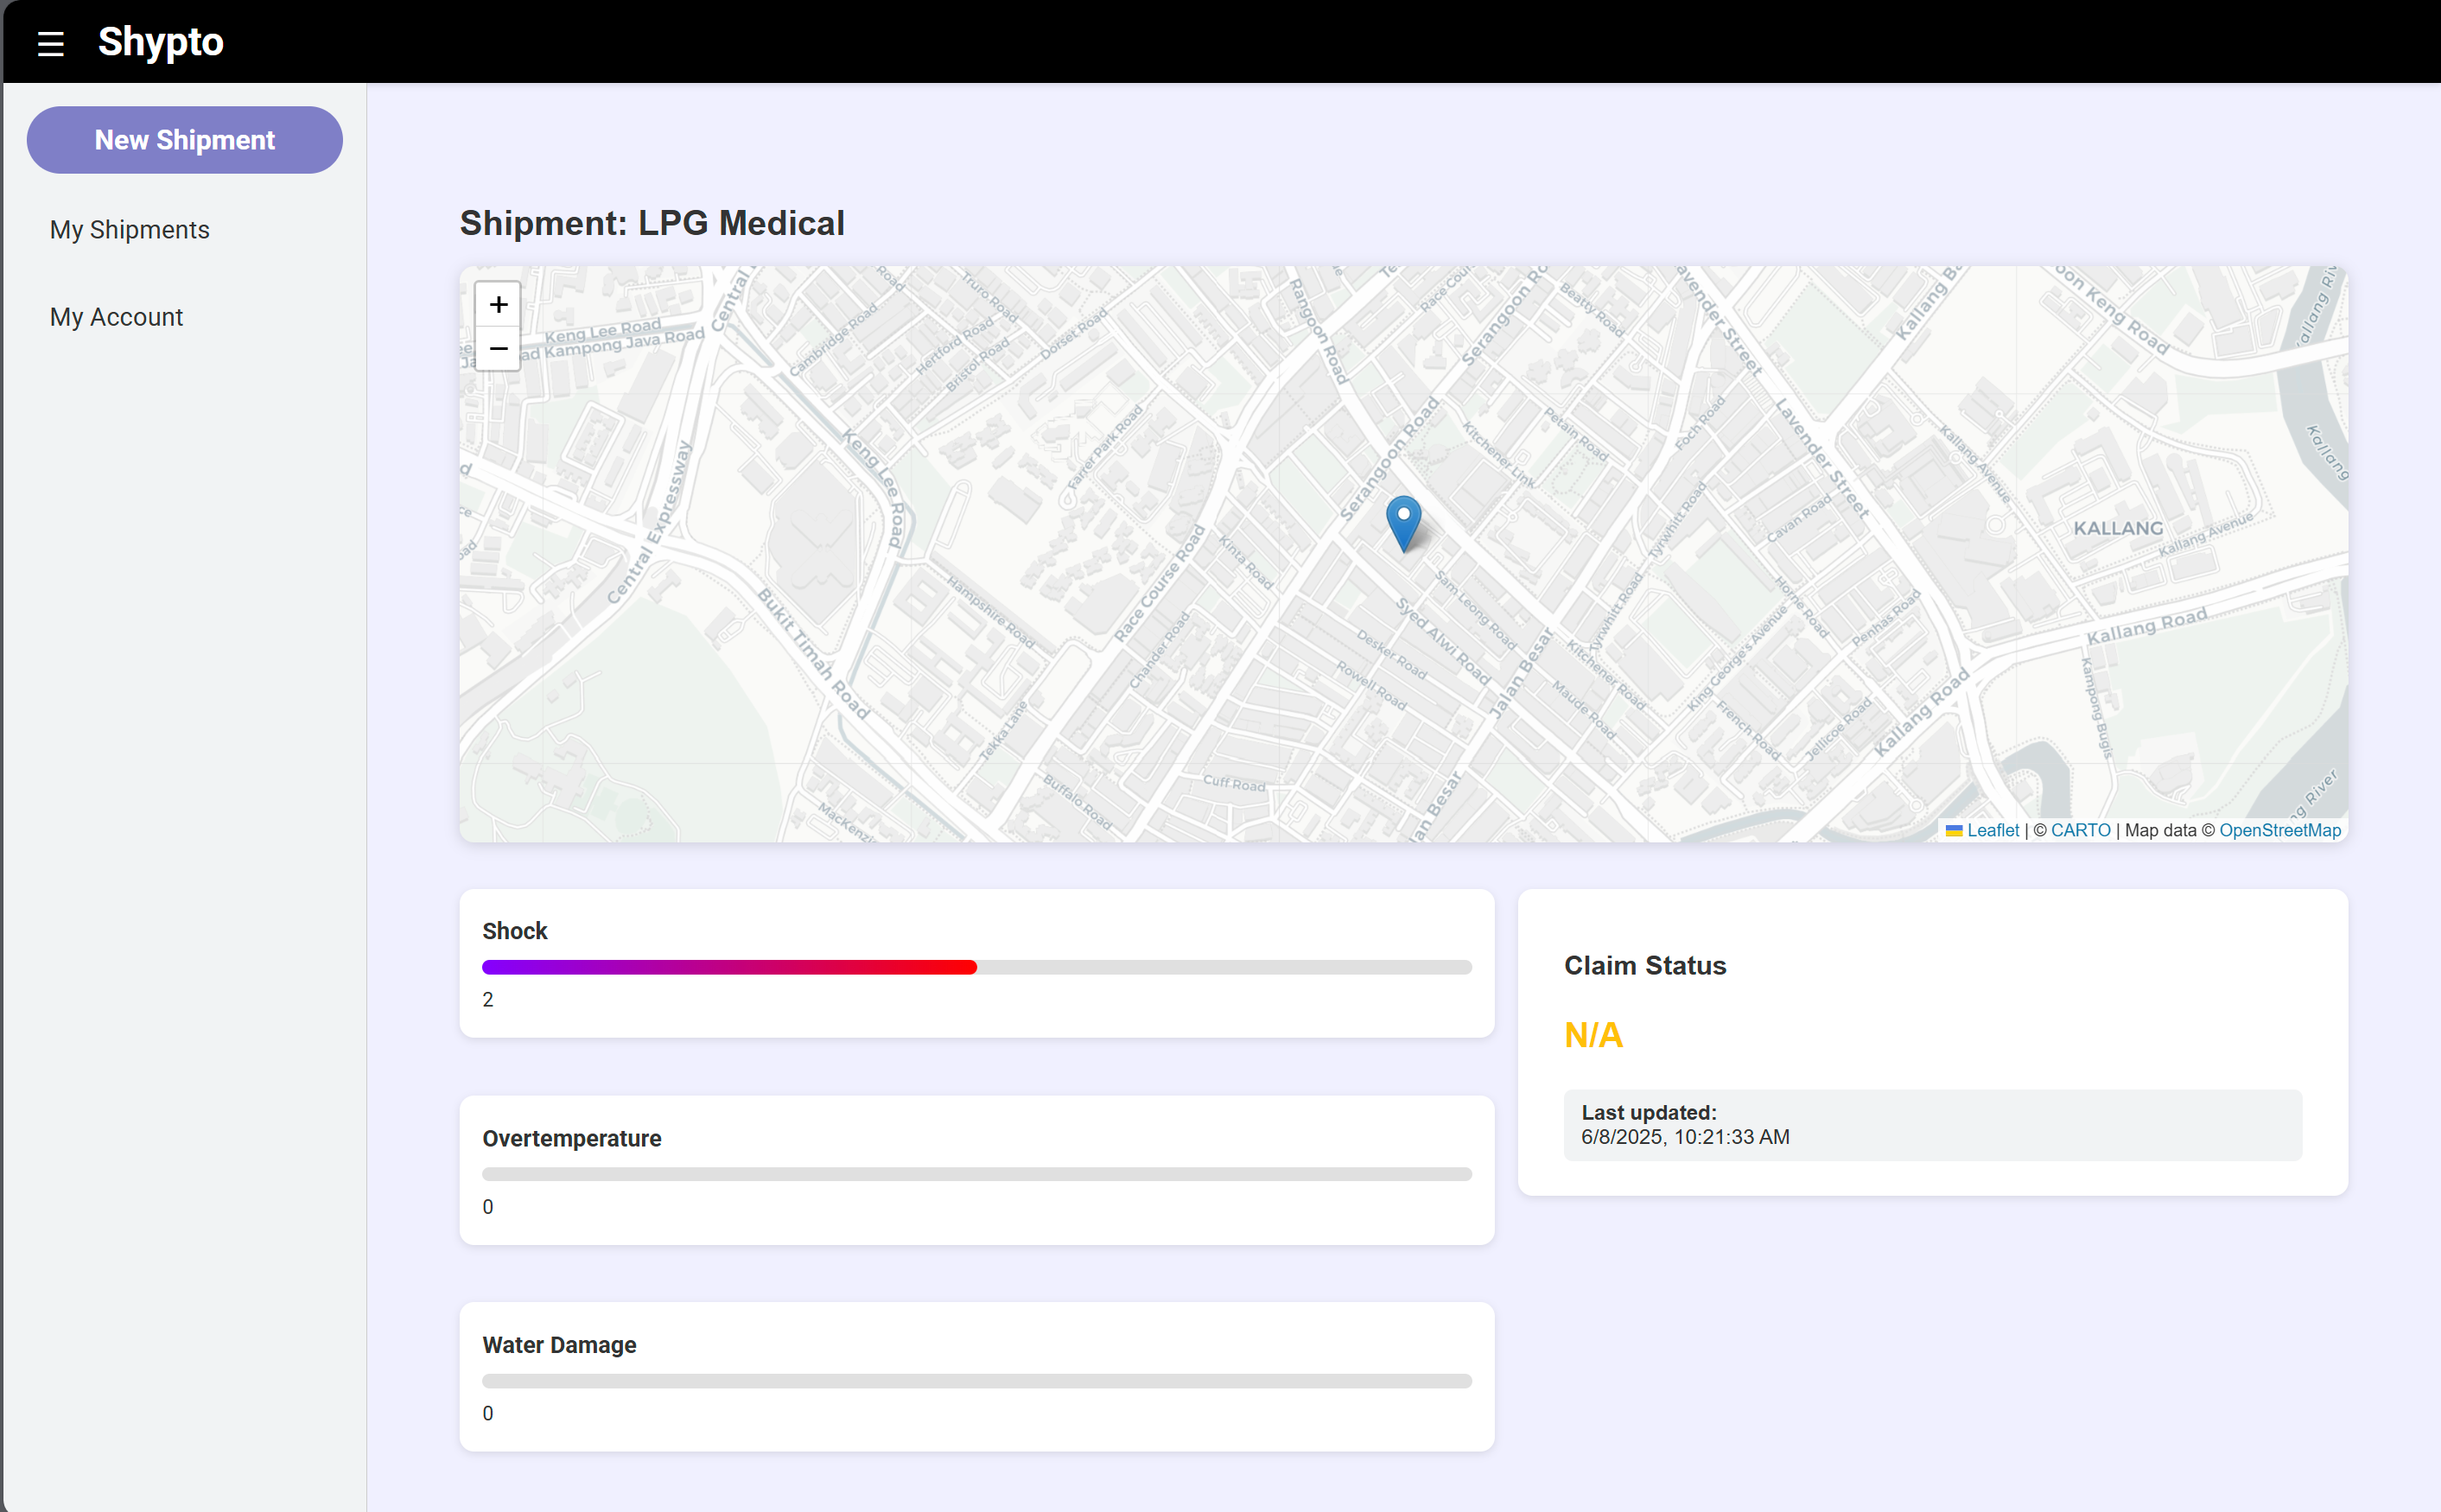 Shypto
New Shipment
My Shipments
My Account
Shipment: LPG Medical
+
−
Keng Lee Road
Kampong Java Road
Central Expressway
Cambridge Road
Hertford Road
Bristol Road
Truro Road
Dorset Road
Farrer Park Road
Keng Lee Road
Bukit Timah Road
Hampshire Road
Race Course Road
Kinta Road
Chander Road
Tekka Lane
Buffalo Road
Cuff Road
Rangoon Road
Serangoon Road
Serangoon Road
Beatty Road
Kitchener Link
Petain Road
Foch Road
Tyrwhitt Road
Tyrwhitt Road
Sam Leong Road
Syed Alwi Road
Desker Road
Rowell Road
Jalan Besar
Kitchener Road
Maude Road
Lavender Street
Cavan Road
Horne Road
King George's Avenue
Penhas Road
French Road
Jellicoe Road
Kallang Road
Kallang Road
Kallang Avenue
Kallang Avenue
KALLANG
Kampong Bugis
Leaflet | © CARTO | Map data © OpenStreetMap
Shock
2
Overtemperature
0
Water Damage
0
Claim Status
N/A
Last updated:
6/8/2025, 10:21:33 AM